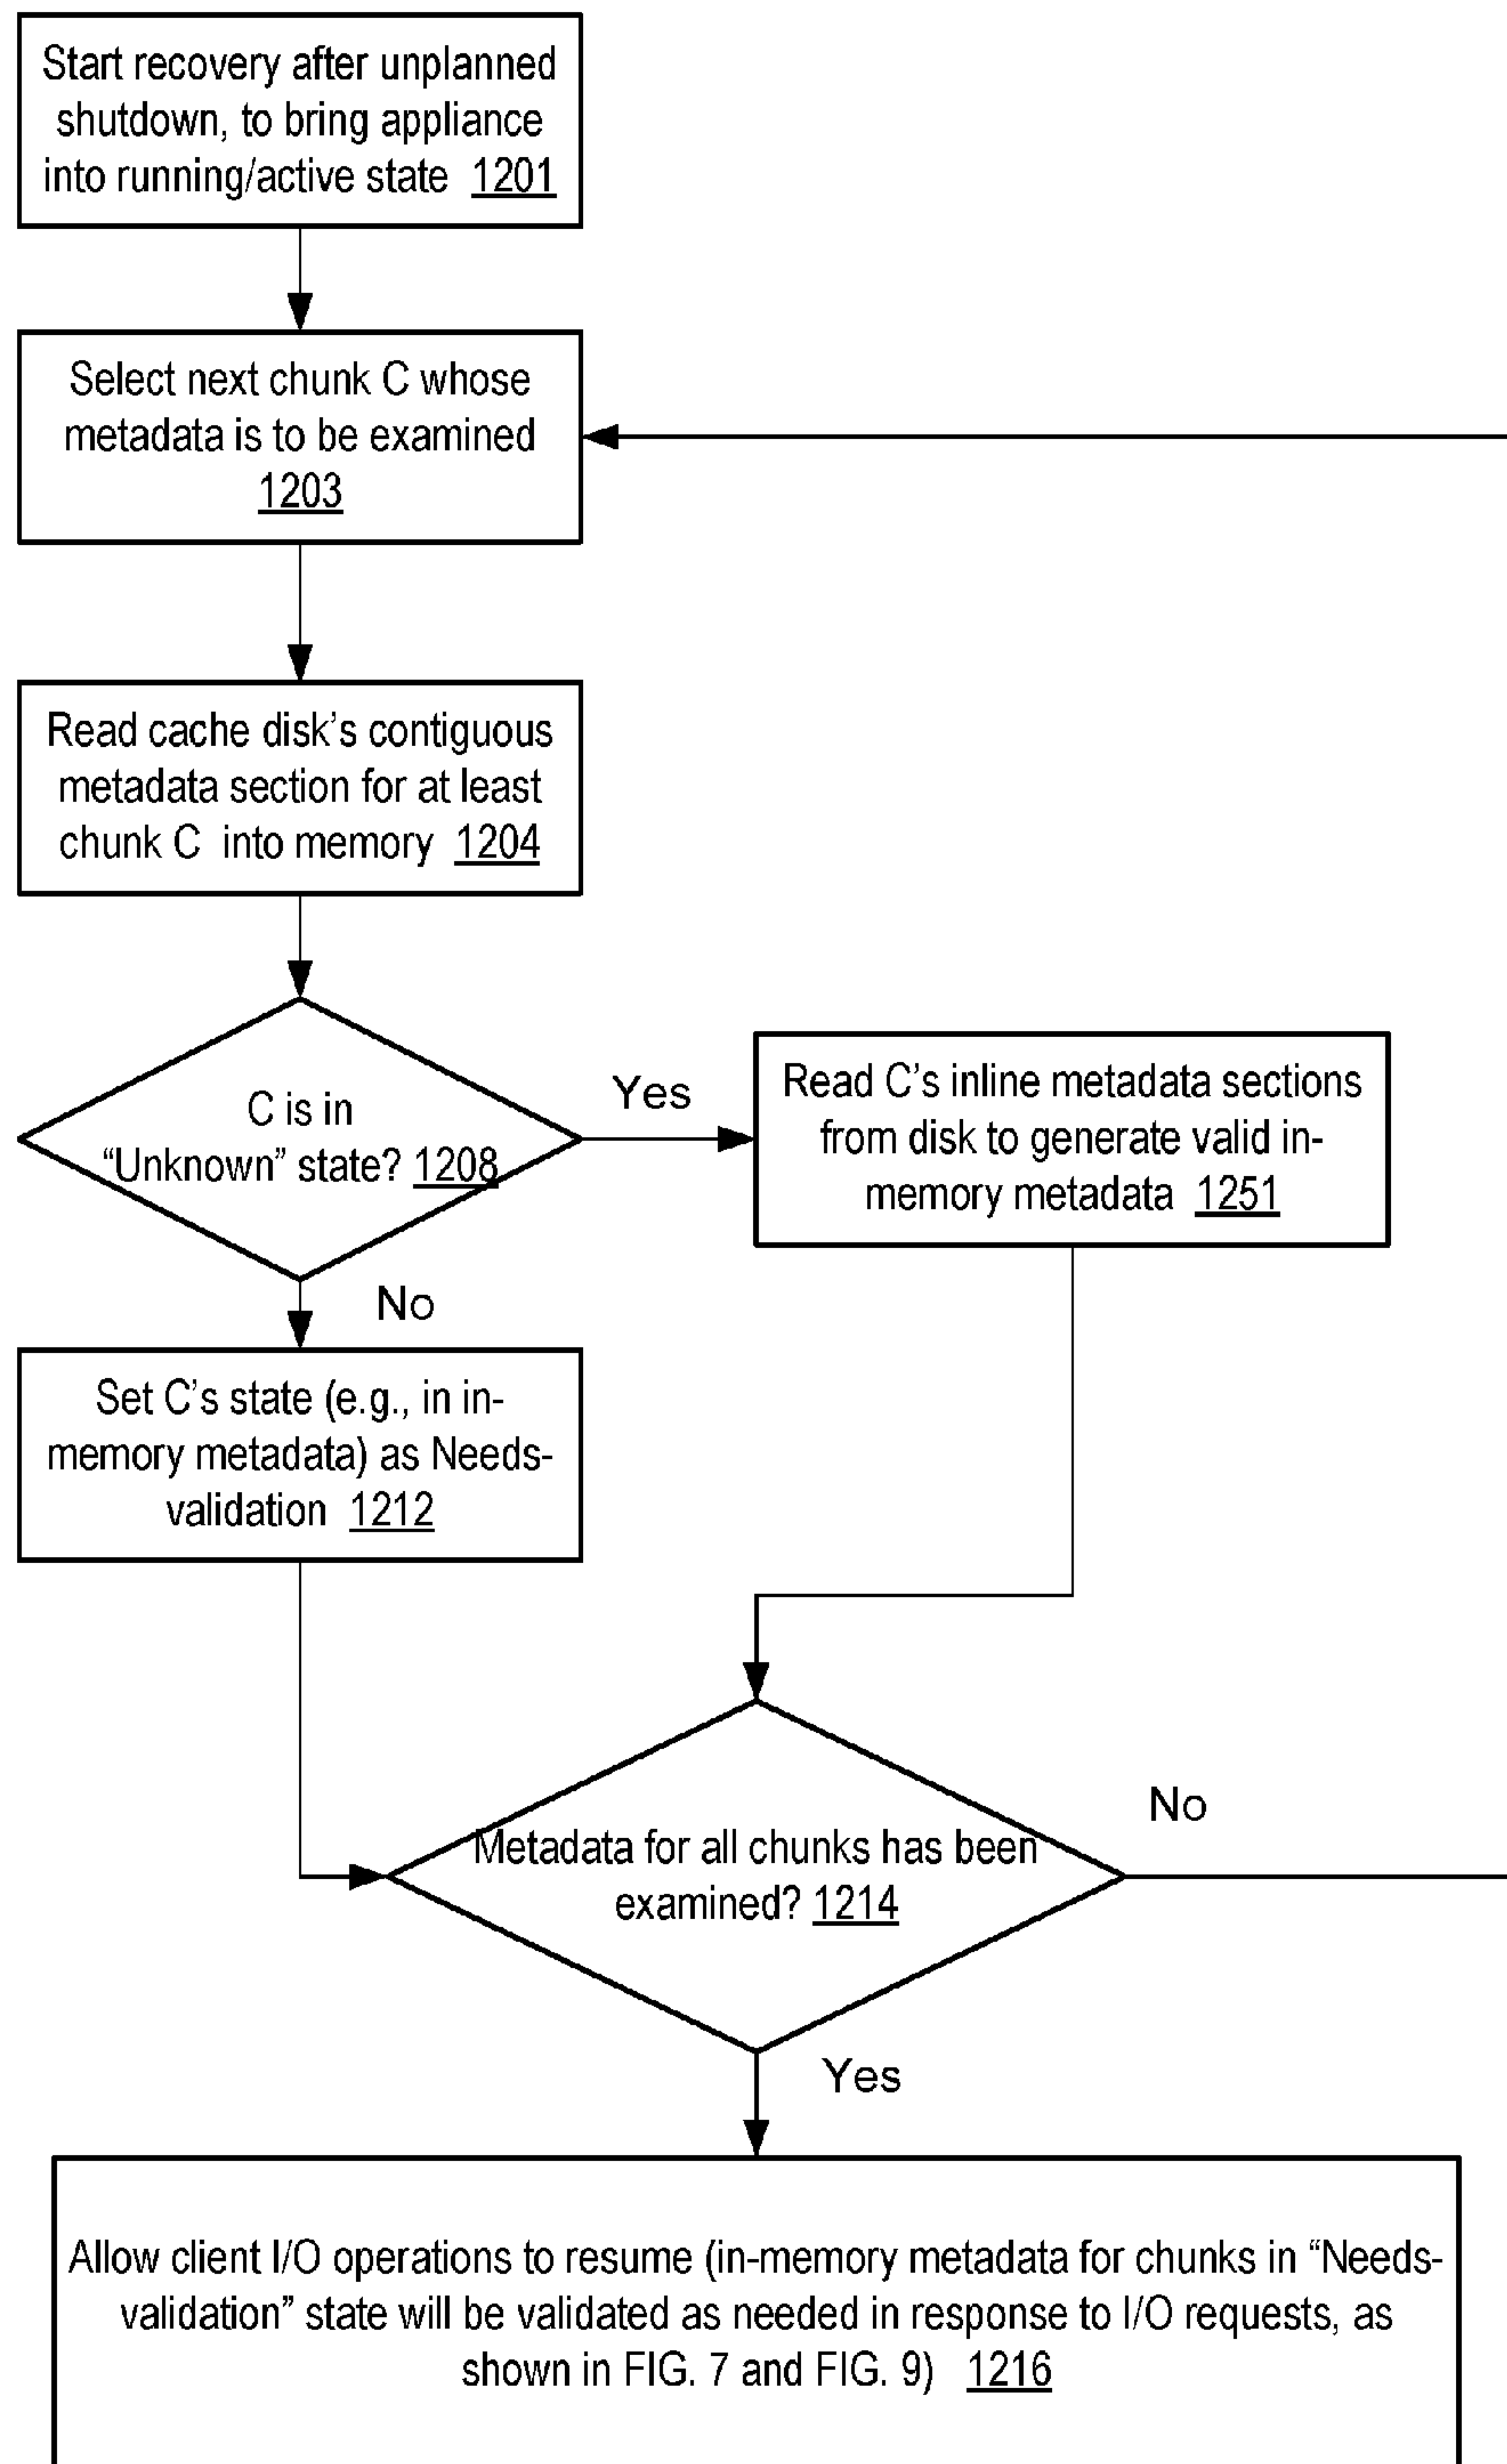 Start recovery after unplanned
shutdown, to bring appliance
into running/active state 1201
Select next chunk C whose
metadata is to be examined
1203
Read cache disk's contiguous
metadata section for at least
chunk C into memory 1204
C is in
“Unknown” state? 1208
Yes
Read C's inline metadata sections
from disk to generate valid in-
memory metadata 1251
No
Set C's state (e.g., in in-
memory metadata) as Needs-
validation 1212
No
Metadata for all chunks has been
examined? 1214
Yes
Allow client I/O operations to resume (in-memory metadata for chunks in “Needs-
validation” state will be validated as needed in response to I/O requests, as
shown in FIG. 7 and FIG. 9) 1216